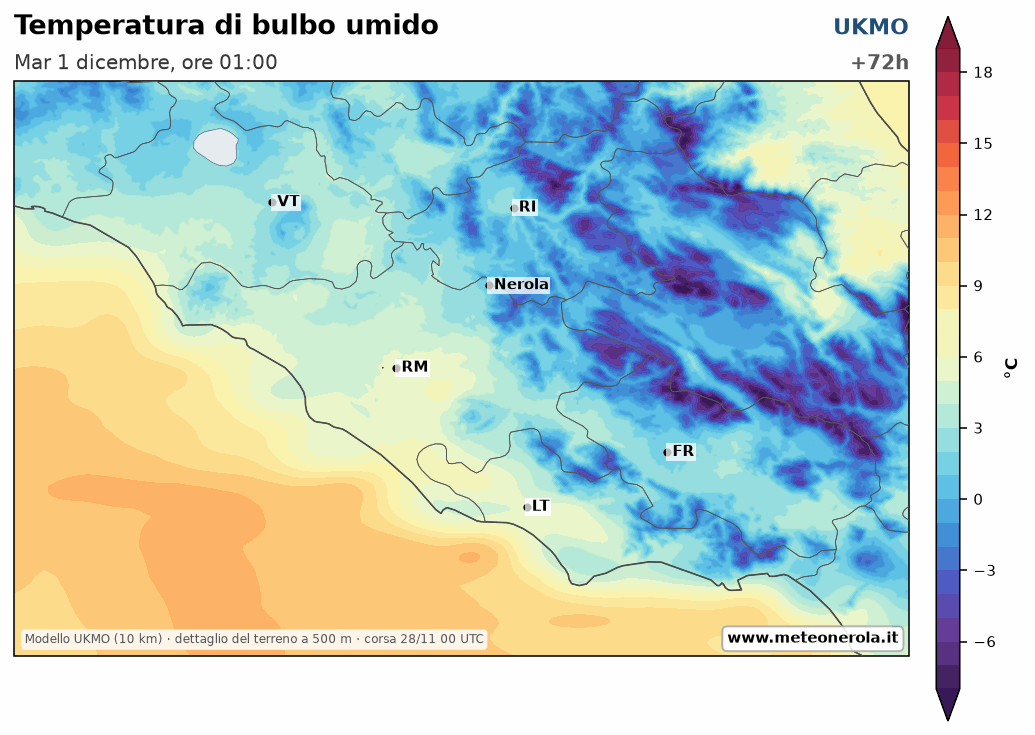 Temperatura di bulbo umido
UKMO
Mar 1 dicembre, ore 01:00
+72h
18
15
12
9
6
3
0
−3
−6
°C
VT
RI
Nerola
RM
FR
LT
Modello UKMO (10 km) · dettaglio del terreno a 500 m · corsa 28/11 00 UTC
www.meteonerola.it